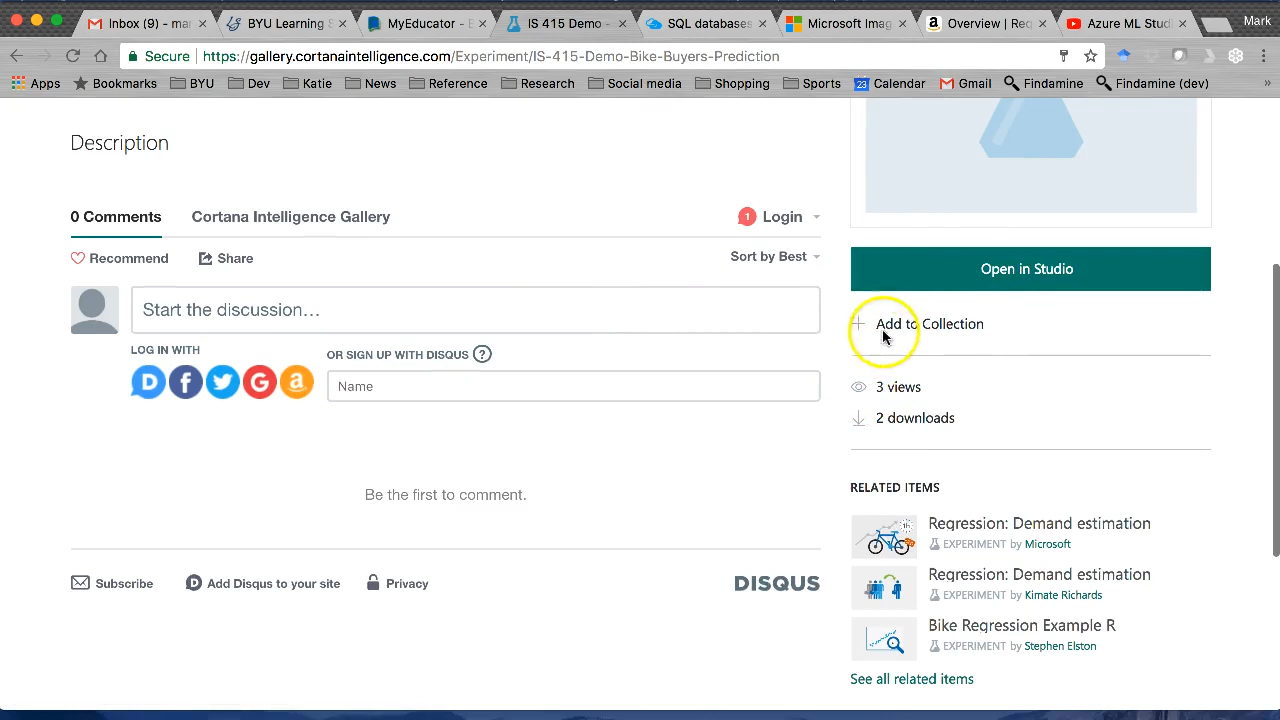 Inbox (9) - mar
BYU Learning S
MyEducator -
IS 415 Demo -
SQL databases
Microsoft Imag
Overview | Req
Azure ML Stud
Mark
Secure
https://gallery.cortanaintelligence.com/Experiment/IS-415-Demo-Bike-Buyers-Prediction
Apps
Bookmarks
BYU
Dev
Katie
News
Reference
Research
Social media
Shopping
Sports
23
Calendar
Gmail
Findamine
Findamine (dev)
»
Description
0 Comments
Cortana Intelligence Gallery
1
Login
Recommend
Share
Sort by Best
Start the discussion…
LOG IN WITH
OR SIGN UP WITH DISQUS ?
Name
Be the first to comment.
Subscribe
Add Disqus to your site
Privacy
DISQUS
Open in Studio
Add to Collection
3 views
2 downloads
RELATED ITEMS
Regression: Demand estimation
EXPERIMENT by Microsoft
Regression: Demand estimation
EXPERIMENT by Kimate Richards
Bike Regression Example R
EXPERIMENT by Stephen Elston
See all related items